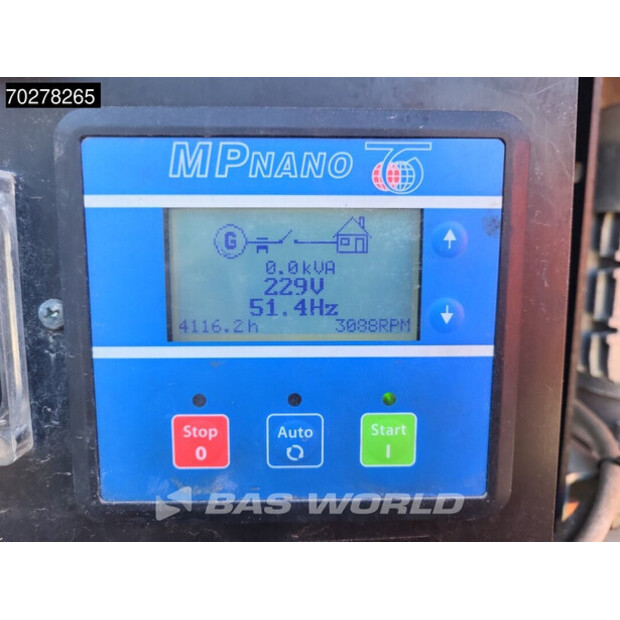 70278265
MPNANO
G
0.0kVA
229V
51.4Hz
4116.2h 3088RPM
Stop Auto Start
0 I
BAS WORLD